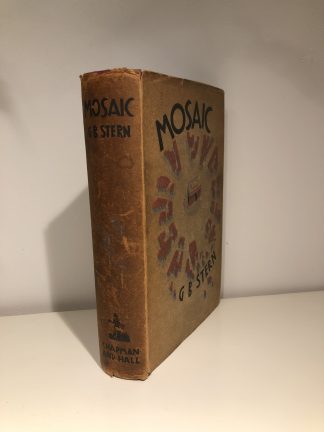 MOSAIC
G B STERN
CHAPMAN
AND HALL
MOSAIC
G B STERN